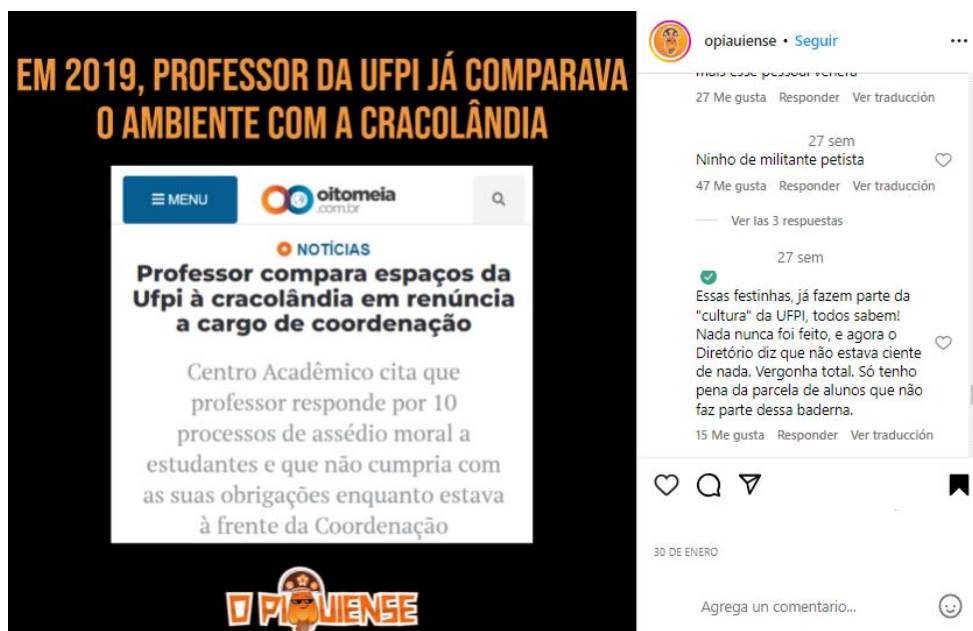 EM 2019, PROFESSOR DA UFPI JÁ COMPARAVA
O AMBIENTE COM A CRACOLÂNDIA
MENU
oitomeia
.com.br
NOTÍCIAS
Professor compara espaços da
Ufpi à cracolândia em renúncia
a cargo de coordenação
Centro Acadêmico cita que
professor responde por 10
processos de assédio moral a
estudantes e que não cumpria com
as suas obrigações enquanto estava
à frente da Coordenação
O PIAUIENSE
opiauiense • Seguir
mais esse pessoal venera
27 Me gusta Responder Ver traducción
27 sem
Ninho de militante petista
47 Me gusta Responder Ver traducción
Ver las 3 respuestas
27 sem
Essas festinhas, já fazem parte da
"cultura" da UFPI, todos sabem!
Nada nunca foi feito, e agora o
Diretório diz que não estava ciente
de nada. Vergonha total. Só tenho
pena da parcela de alunos que não
faz parte dessa baderna.
15 Me gusta Responder Ver traducción
30 DE ENERO
Agrega un comentario...